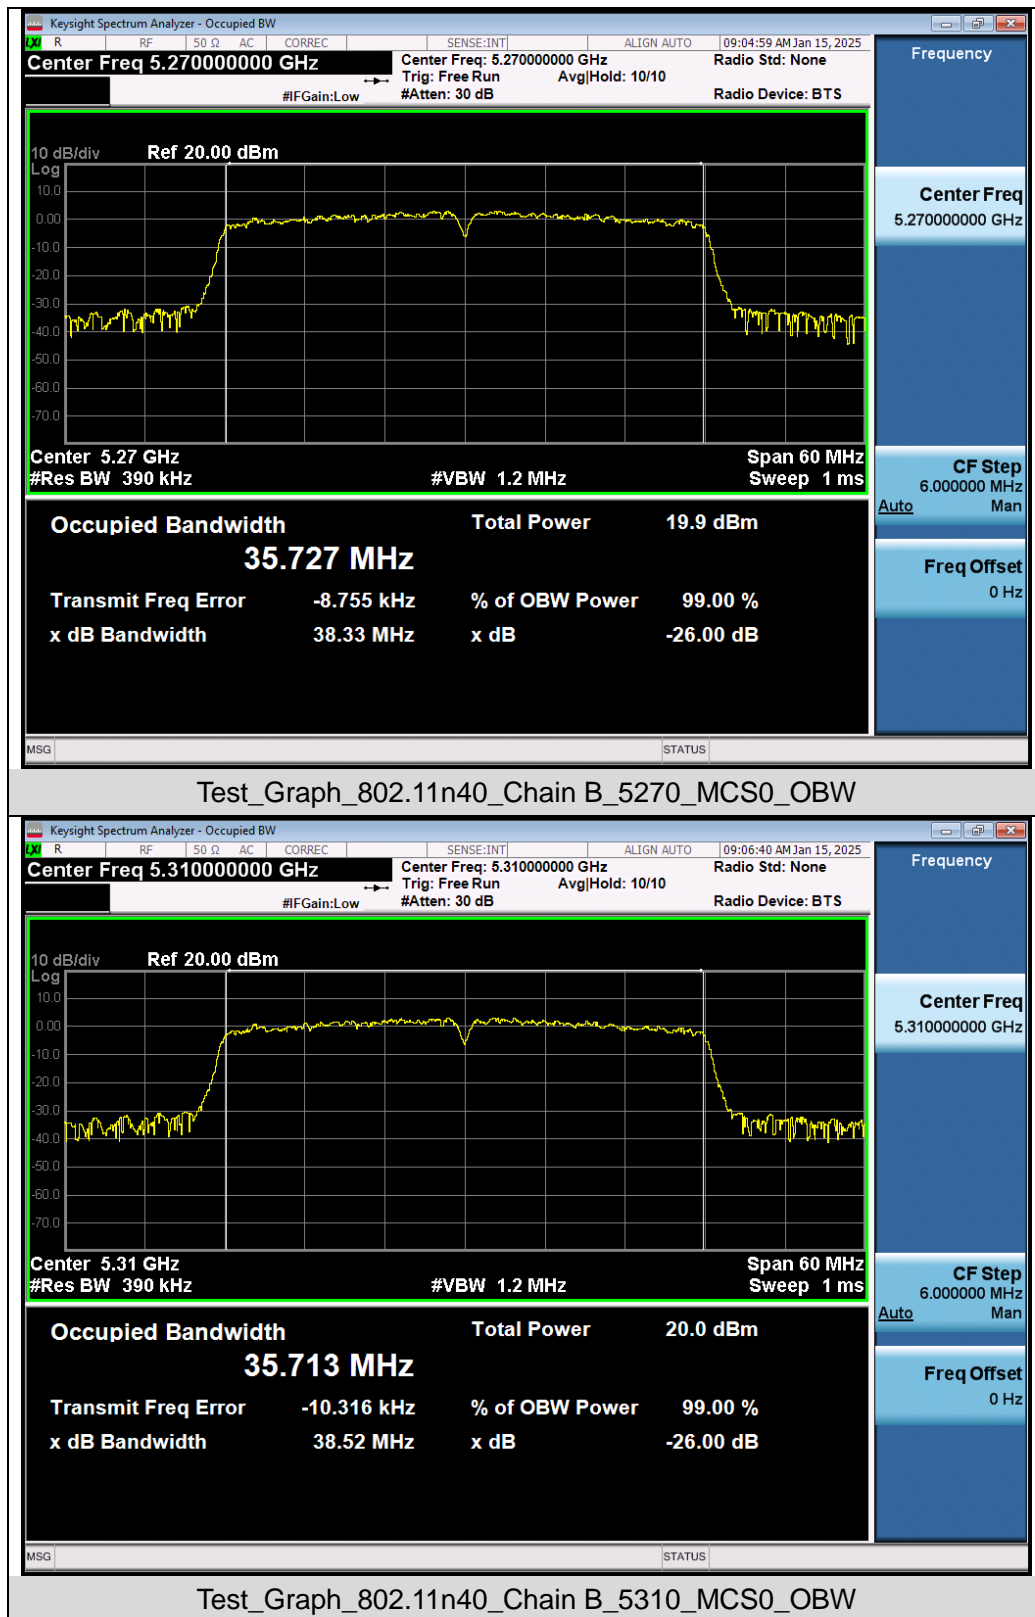 Keysight Spectrum Analyzer - Occupied BW
LXI R RF 50 Ω AC CORREC SENSE:INT ALIGN AUTO 09:04:59 AM Jan 15, 2025
Center Freq 5.270000000 GHz Center Freq: 5.270000000 GHz Radio Std: None
Trig: Free Run Avg|Hold: 10/10
#IFGain:Low #Atten: 30 dB Radio Device: BTS
10 dB/div Ref 20.00 dBm
Log
10.0
0.00
-10.0
-20.0
-30.0
-40.0
-50.0
-60.0
-70.0
Center 5.27 GHz Span 60 MHz
#Res BW 390 kHz #VBW 1.2 MHz Sweep 1 ms
Occupied Bandwidth Total Power 19.9 dBm
35.727 MHz
Transmit Freq Error -8.755 kHz % of OBW Power 99.00 %
x dB Bandwidth 38.33 MHz x dB -26.00 dB
MSG STATUS
Frequency
Center Freq
5.270000000 GHz
CF Step
6.000000 MHz
Auto Man
Freq Offset
0 Hz
Test_Graph_802.11n40_Chain B_5270_MCS0_OBW
Keysight Spectrum Analyzer - Occupied BW
LXI R RF 50 Ω AC CORREC SENSE:INT ALIGN AUTO 09:06:40 AM Jan 15, 2025
Center Freq 5.310000000 GHz Center Freq: 5.310000000 GHz Radio Std: None
Trig: Free Run Avg|Hold: 10/10
#IFGain:Low #Atten: 30 dB Radio Device: BTS
10 dB/div Ref 20.00 dBm
Log
10.0
0.00
-10.0
-20.0
-30.0
-40.0
-50.0
-60.0
-70.0
Center 5.31 GHz Span 60 MHz
#Res BW 390 kHz #VBW 1.2 MHz Sweep 1 ms
Occupied Bandwidth Total Power 20.0 dBm
35.713 MHz
Transmit Freq Error -10.316 kHz % of OBW Power 99.00 %
x dB Bandwidth 38.52 MHz x dB -26.00 dB
MSG STATUS
Frequency
Center Freq
5.310000000 GHz
CF Step
6.000000 MHz
Auto Man
Freq Offset
0 Hz
Test_Graph_802.11n40_Chain B_5310_MCS0_OBW